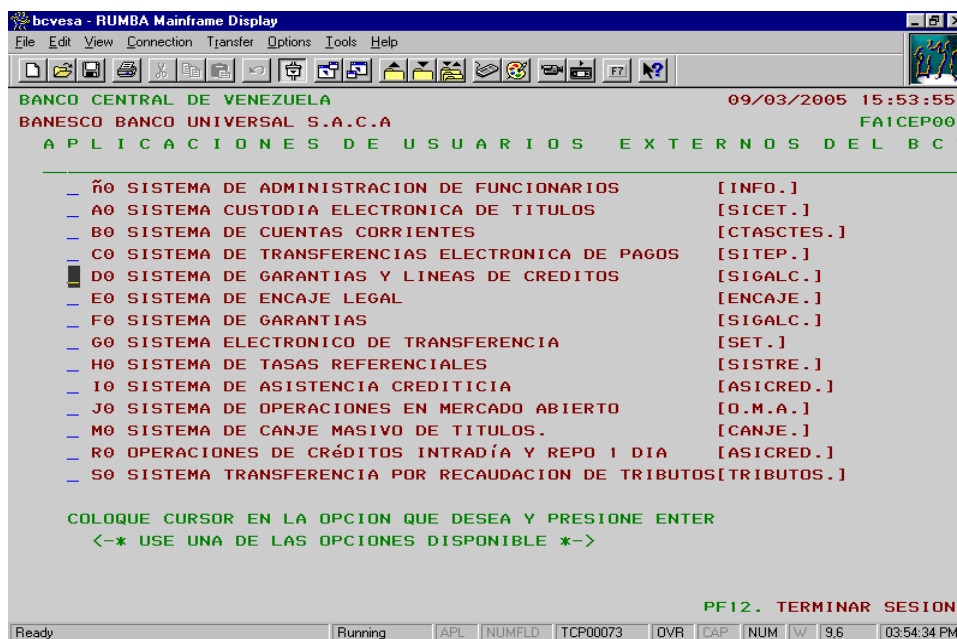 bcvesa - RUMBA Mainframe Display
File Edit View Connection Transfer Options Tools Help
F7
BANCO CENTRAL DE VENEZUELA 09/03/2005 15:53:55
BANESCO BANCO UNIVERSAL S.A.C.A FA1CEP00
A P L I C A C I O N E S D E U S U A R I O S E X T E R N O S D E L B C
_ ñ0 SISTEMA DE ADMINISTRACION DE FUNCIONARIOS [INFO.]
_ A0 SISTEMA CUSTODIA ELECTRONICA DE TITULOS [SICET.]
_ B0 SISTEMA DE CUENTAS CORRIENTES [CTASCTES.]
_ C0 SISTEMA DE TRANSFERENCIAS ELECTRONICA DE PAGOS [SITEP.]
_ D0 SISTEMA DE GARANTIAS Y LINEAS DE CREDITOS [SIGALC.]
_ E0 SISTEMA DE ENCAJE LEGAL [ENCAJE.]
_ F0 SISTEMA DE GARANTIAS [SIGALC.]
_ G0 SISTEMA ELECTRONICO DE TRANSFERENCIA [SET.]
_ H0 SISTEMA DE TASAS REFERENCIALES [SISTRE.]
_ I0 SISTEMA DE ASISTENCIA CREDITICIA [ASICRED.]
_ J0 SISTEMA DE OPERACIONES EN MERCADO ABIERTO [O.M.A.]
_ M0 SISTEMA DE CANJE MASIVO DE TITULOS. [CANJE.]
_ R0 OPERACIONES DE CRéDITOS INTRADíA Y REPO 1 DIA [ASICRED.]
_ S0 SISTEMA TRANSFERENCIA POR RECAUDACION DE TRIBUTOS[TRIBUTOS.]
COLOQUE CURSOR EN LA OPCION QUE DESEA Y PRESIONE ENTER
<-* USE UNA DE LAS OPCIONES DISPONIBLE *->
PF12. TERMINAR SESION
Ready Running APL NUMFLD TCP00073 OVR CAP NUM W 9,6 03:54:34 PM